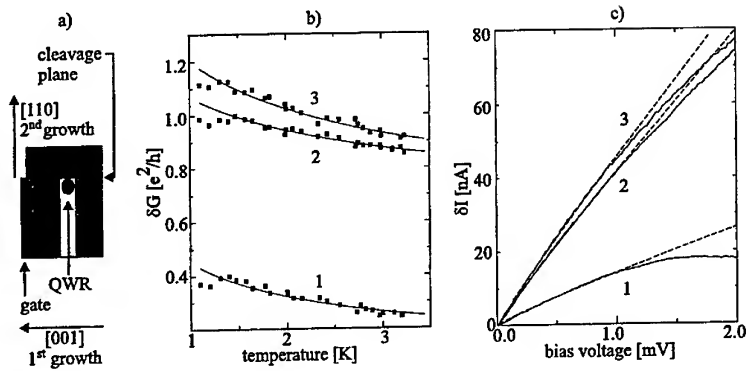 a)
cleavage
plane
[110]
2nd growth
QWR
gate
[001]
1st growth
b)
δG [e²/h]
1.2
1.0
0.8
0.6
0.4
3
2
1
1
2
3
temperature [K]
c)
δI [nA]
80
60
40
20
0
3
2
1
0.0
1.0
2.0
bias voltage [mV]